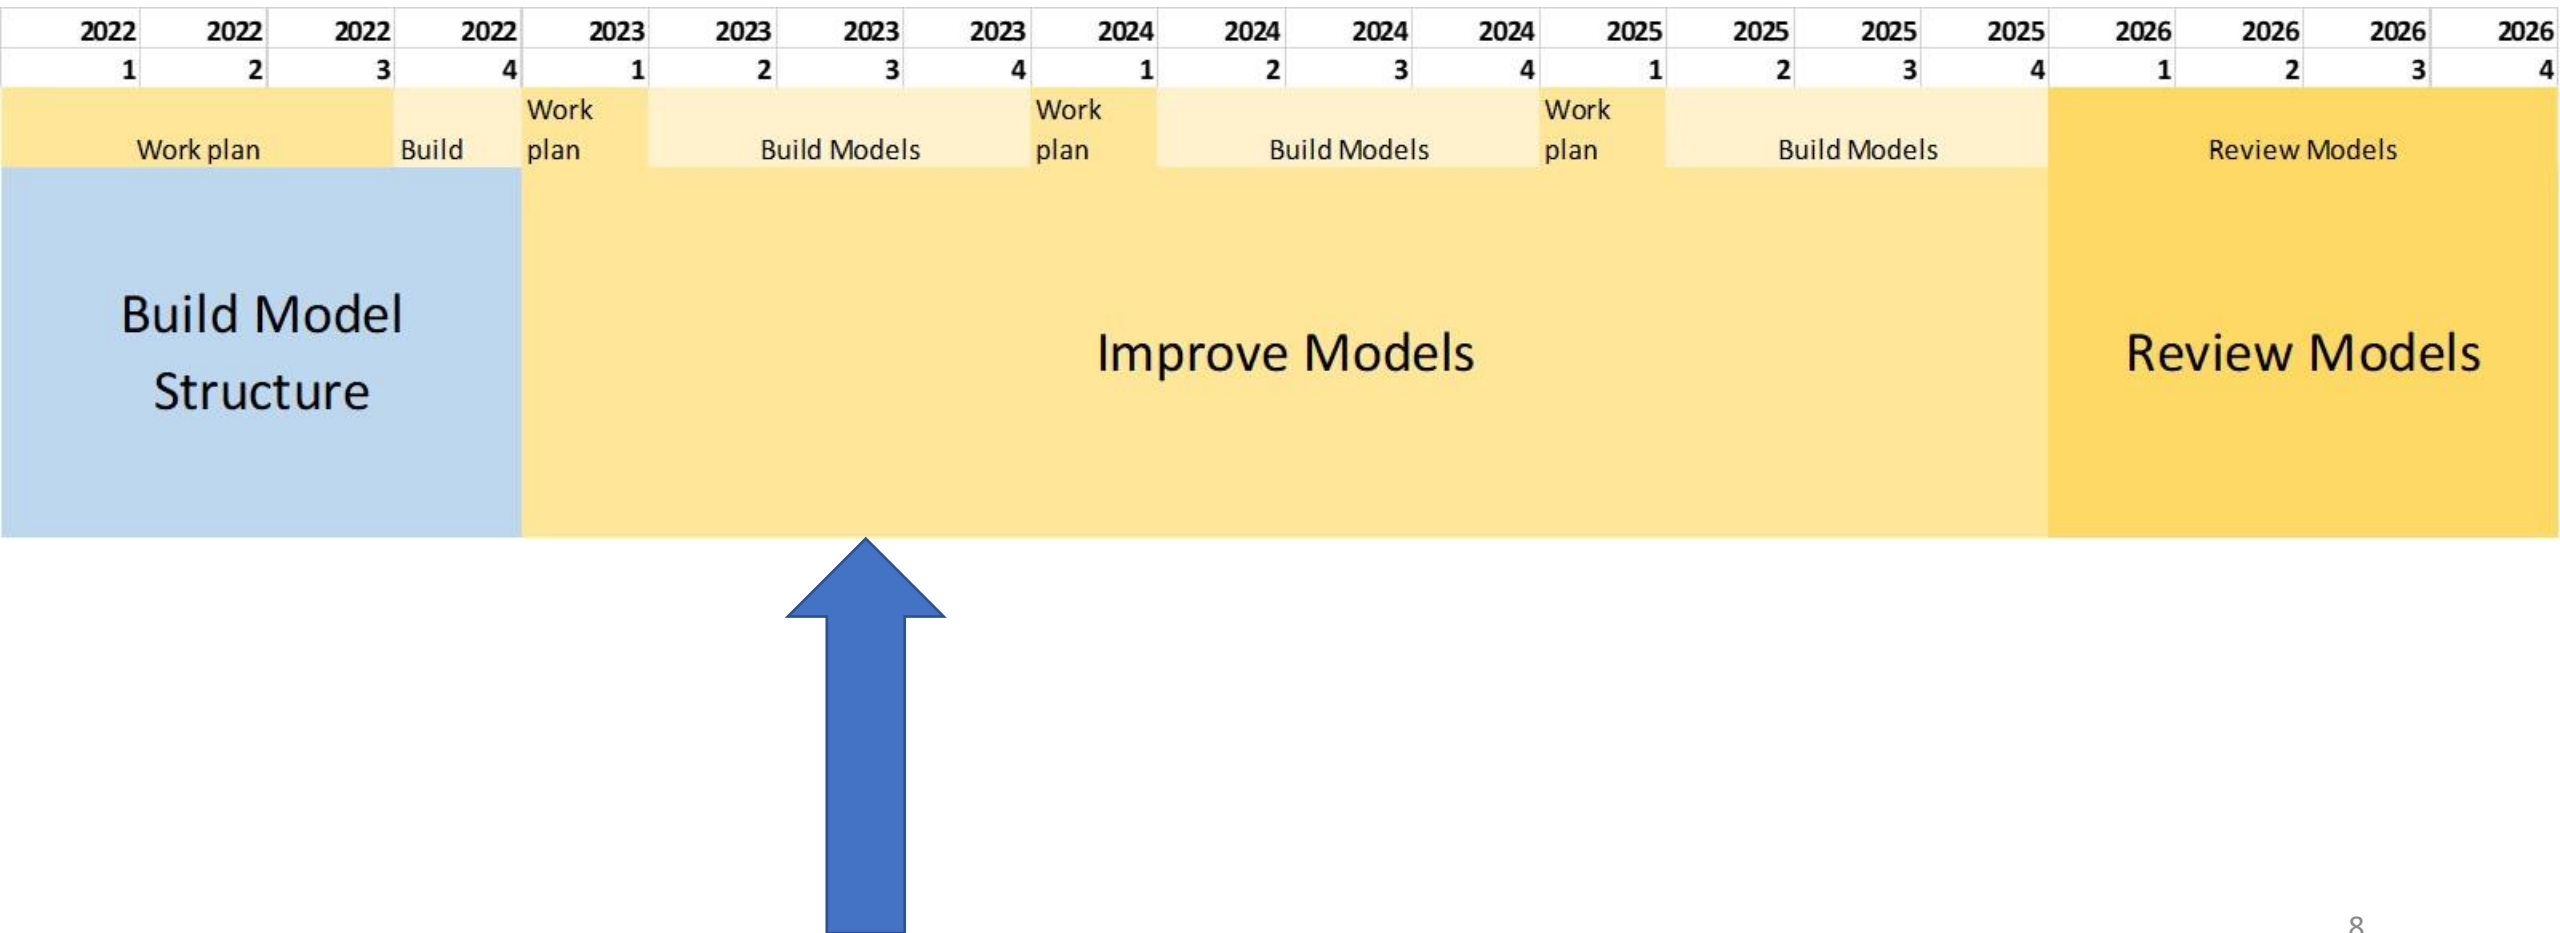 2022 2022 2022 2022 2023 2023 2023 2023 2024 2024 2024 2024 2025 2025 2025 2025 2026 2026 2026 2026
1 2 3 4 1 2 3 4 1 2 3 4 1 2 3 4 1 2 3 4
Work Work Work
Work plan Build plan Build Models plan Build Models plan Build Models Review Models
Build Model
Structure
Improve Models
Review Models
8